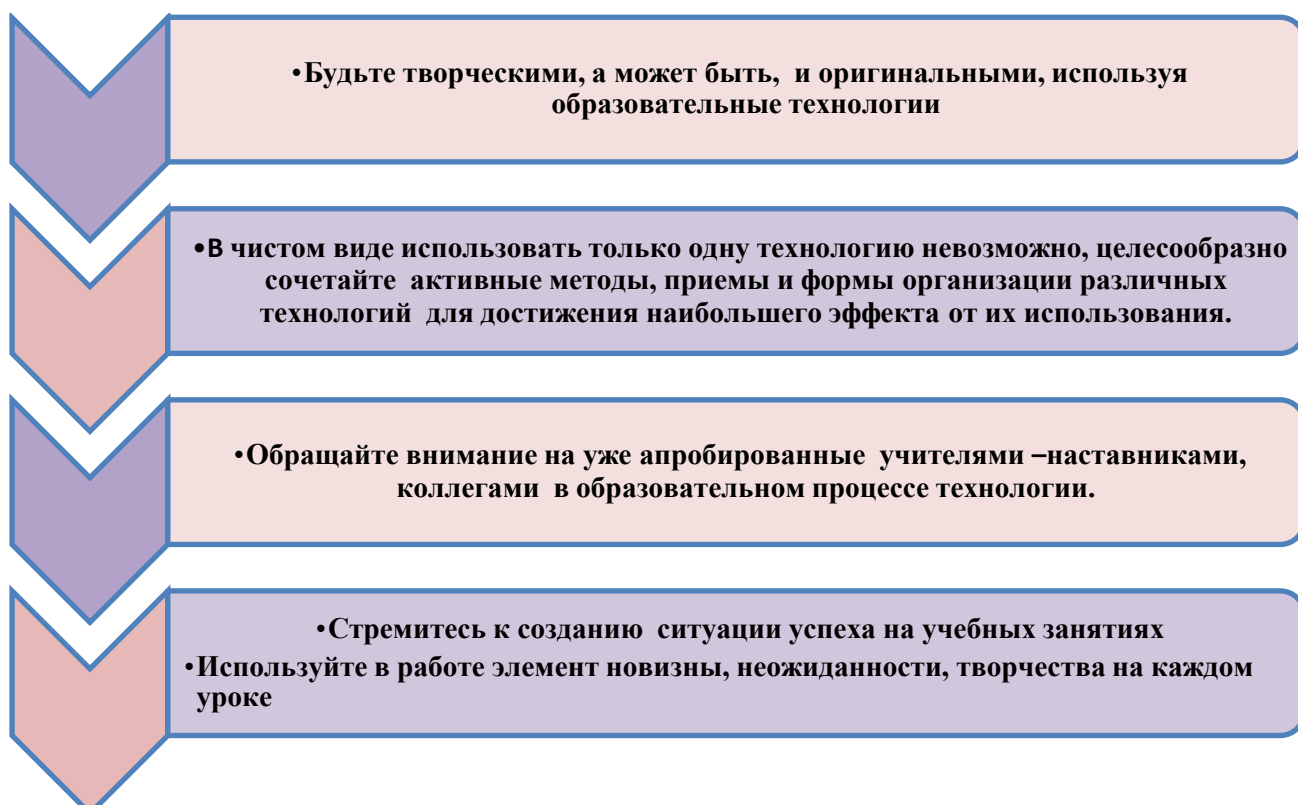 •Будьте творческими, а может быть,  и оригинальными, используя
образовательные технологии
•В чистом виде использовать только одну технологию невозможно, целесообразно
сочетайте  активные методы, приемы и формы организации различных
технологий  для достижения наибольшего эффекта от их использования.
•Обращайте внимание на уже апробированные  учителями –наставниками,
коллегами  в образовательном процессе технологии.
•Стремитесь к созданию  ситуации успеха на учебных занятиях
•Используйте в работе элемент новизны, неожиданности, творчества на каждом
уроке